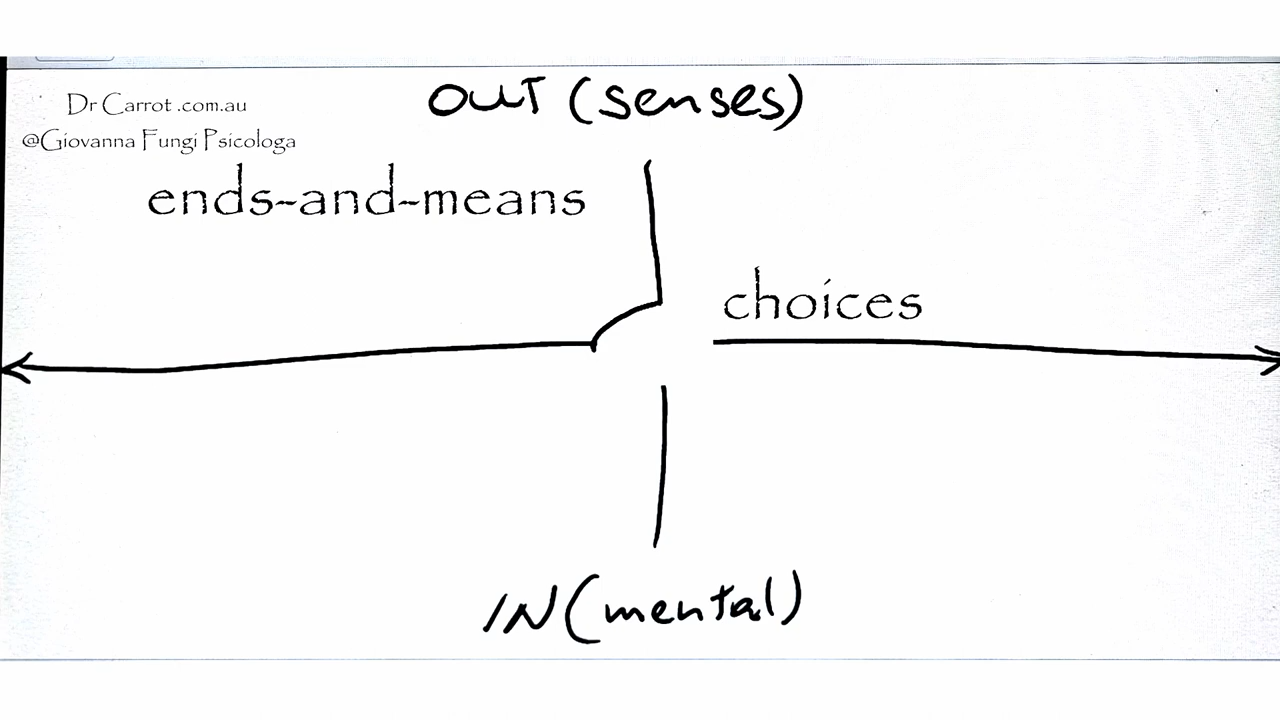 Dr Carrot .com.au
@Giovanna Fungi Psicologa
OUT (senses)
ends-and-means
choices
IN (mental)